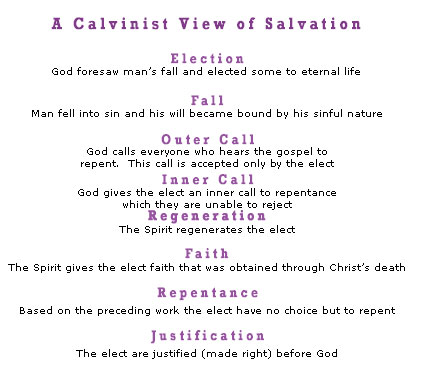 A Calvinist View of Salvation
Election
God foresaw man's fall and elected some to eternal life
Fall
Man fell into sin and his will became bound by his sinful nature
Outer Call
God calls everyone who hears the gospel to
repent. This call is accepted only by the elect
Inner Call
God gives the elect an inner call to repentance
which they are unable to reject
Regeneration
The Spirit regenerates the elect
Faith
The Spirit gives the elect faith that was obtained through Christ's death
Repentance
Based on the preceding work the elect have no choice but to repent
Justification
The elect are justified (made right) before God